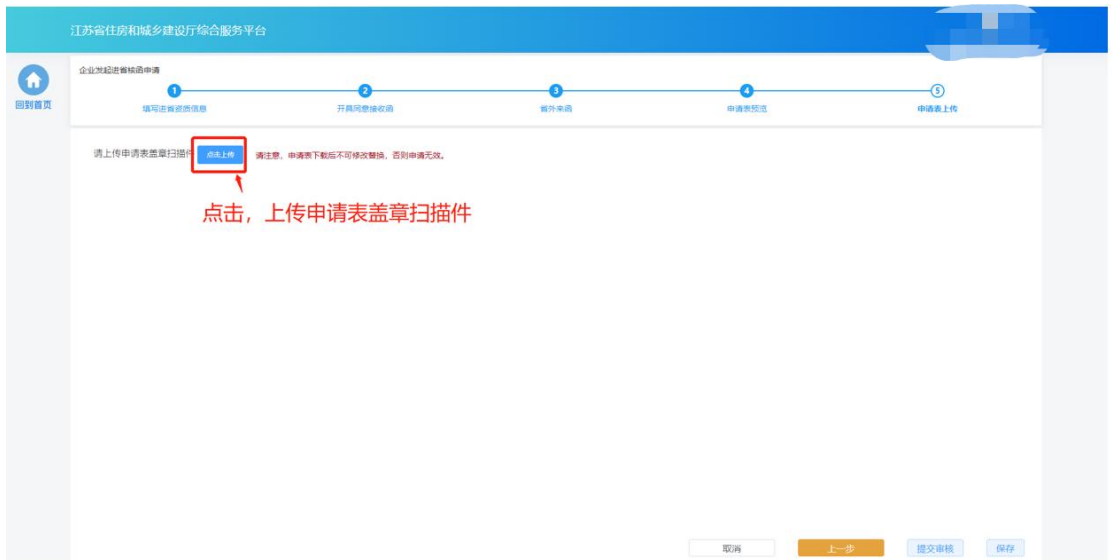 江苏省住房和城乡建设厅综合服务平台
回到首页
企业发起进省核函申请
1 2 3 4 5
填写进省资质信息 开具同意接收函 省外来函 申请表预览 申请表上传
请上传申请表盖章扫描件 点击上传 请注意，申请表下载后不可修改替换，否则申请无效。
点击，上传申请表盖章扫描件
取消 上一步 提交审核 保存